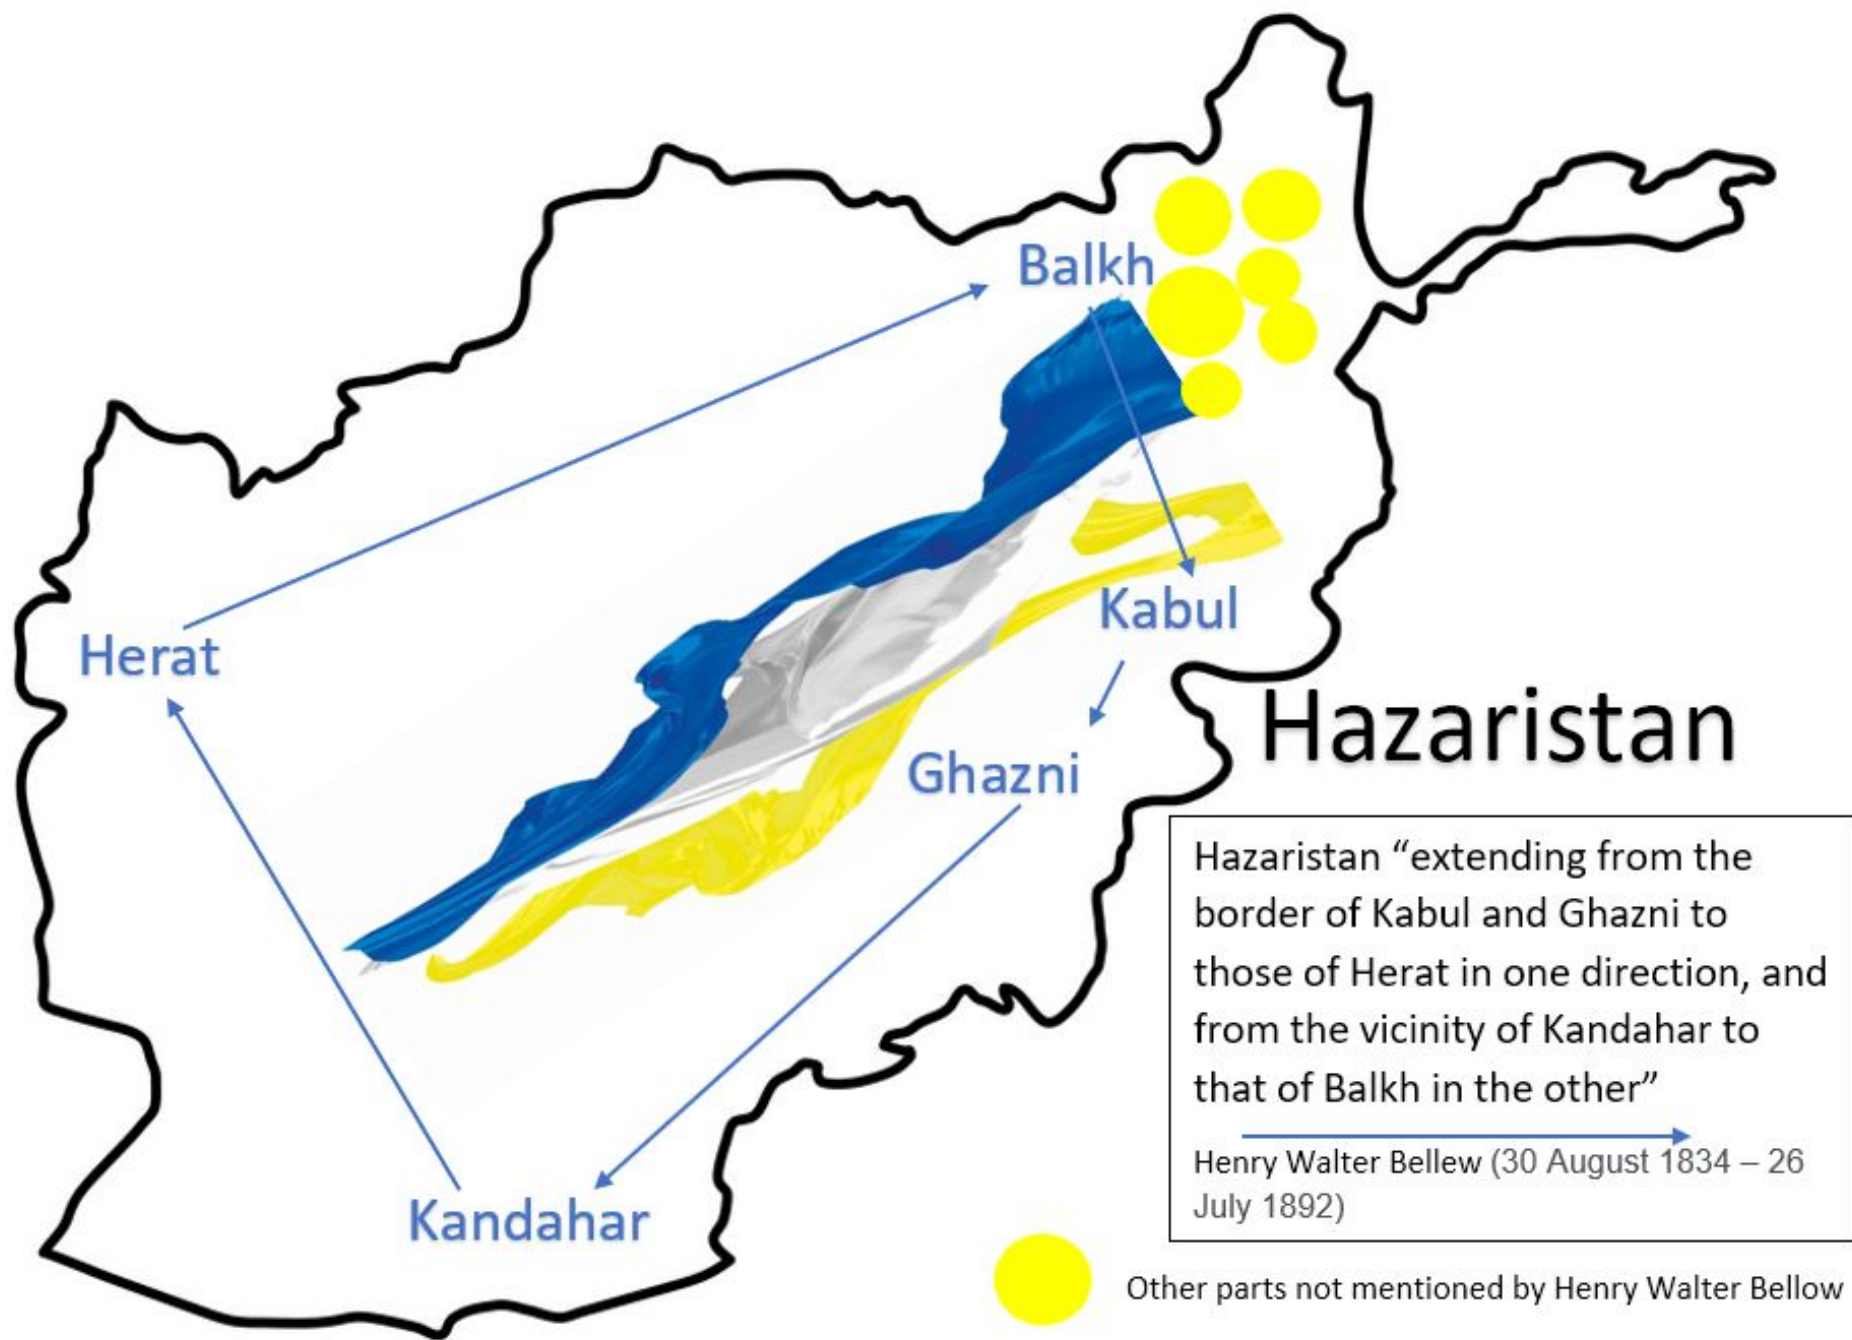 Balkh
Herat
Kabul
Hazaristan
Ghazni
Kandahar
Hazaristan “extending from the
border of Kabul and Ghazni to
those of Herat in one direction, and
from the vicinity of Kandahar to
that of Balkh in the other”
Henry Walter Bellew (30 August 1834 – 26
July 1892)
Other parts not mentioned by Henry Walter Bellow